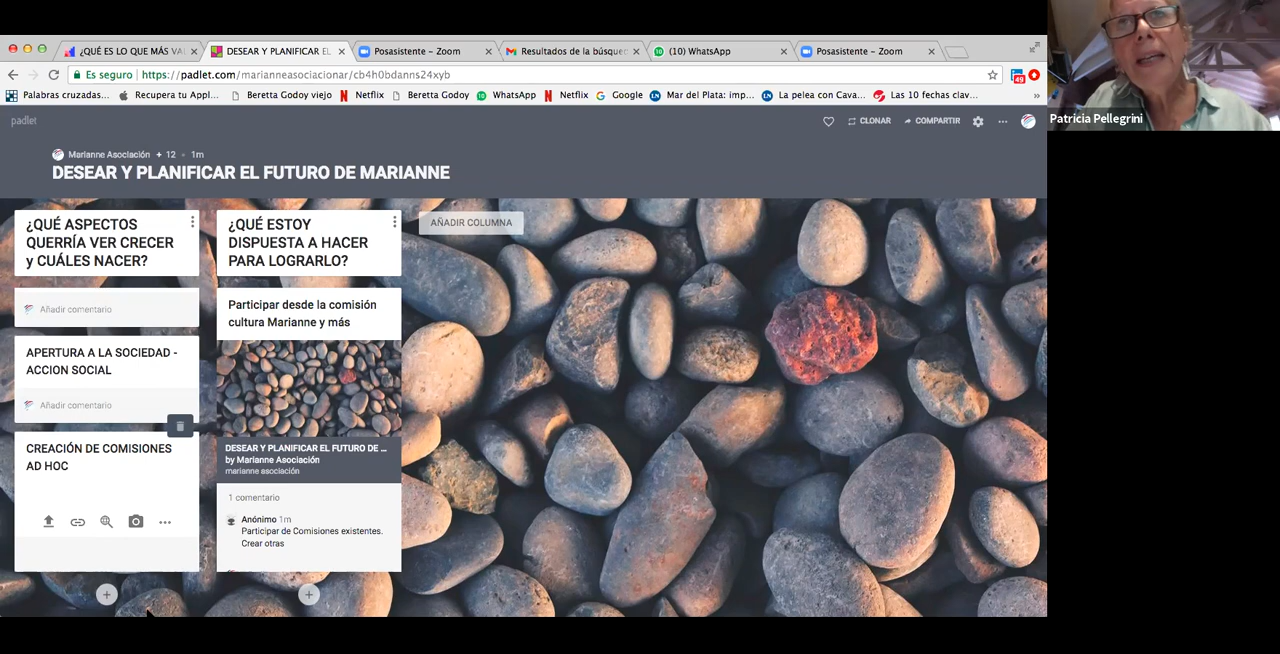 ¿QUÉ ES LO QUE MÁS VAL
DESEAR Y PLANIFICAR EL
Posasistente – Zoom
Resultados de la búsqued
(10) WhatsApp
Posasistente – Zoom
Es seguro
https://padlet.com/marianneasociacionar/cb4h0bdanns24xyb
49
Palabras cruzadas...
Recupera tu Appl...
Beretta Godoy viejo
Netflix
Beretta Godoy
WhatsApp
Netflix
Google
Mar del Plata: imp...
La pelea con Cava...
Las 10 fechas clav...
»
padlet
CLONAR
COMPARTIR
Patricia Pellegrini
Marianne Asociación + 12 • 1m
DESEAR Y PLANIFICAR EL FUTURO DE MARIANNE
¿QUÉ ASPECTOS
QUERRÍA VER CRECER
y CUÁLES NACER?
Añadir comentario
APERTURA A LA SOCIEDAD -
ACCION SOCIAL
Añadir comentario
CREACIÓN DE COMISIONES
AD HOC
¿QUÉ ESTOY
DISPUESTA A HACER
PARA LOGRARLO?
Participar desde la comisión
cultura Marianne y más
DESEAR Y PLANIFICAR EL FUTURO DE ...
by Marianne Asociación
marianne asociación
1 comentario
Anónimo 1m
Participar de Comisiones existentes.
Crear otras
AÑADIR COLUMNA